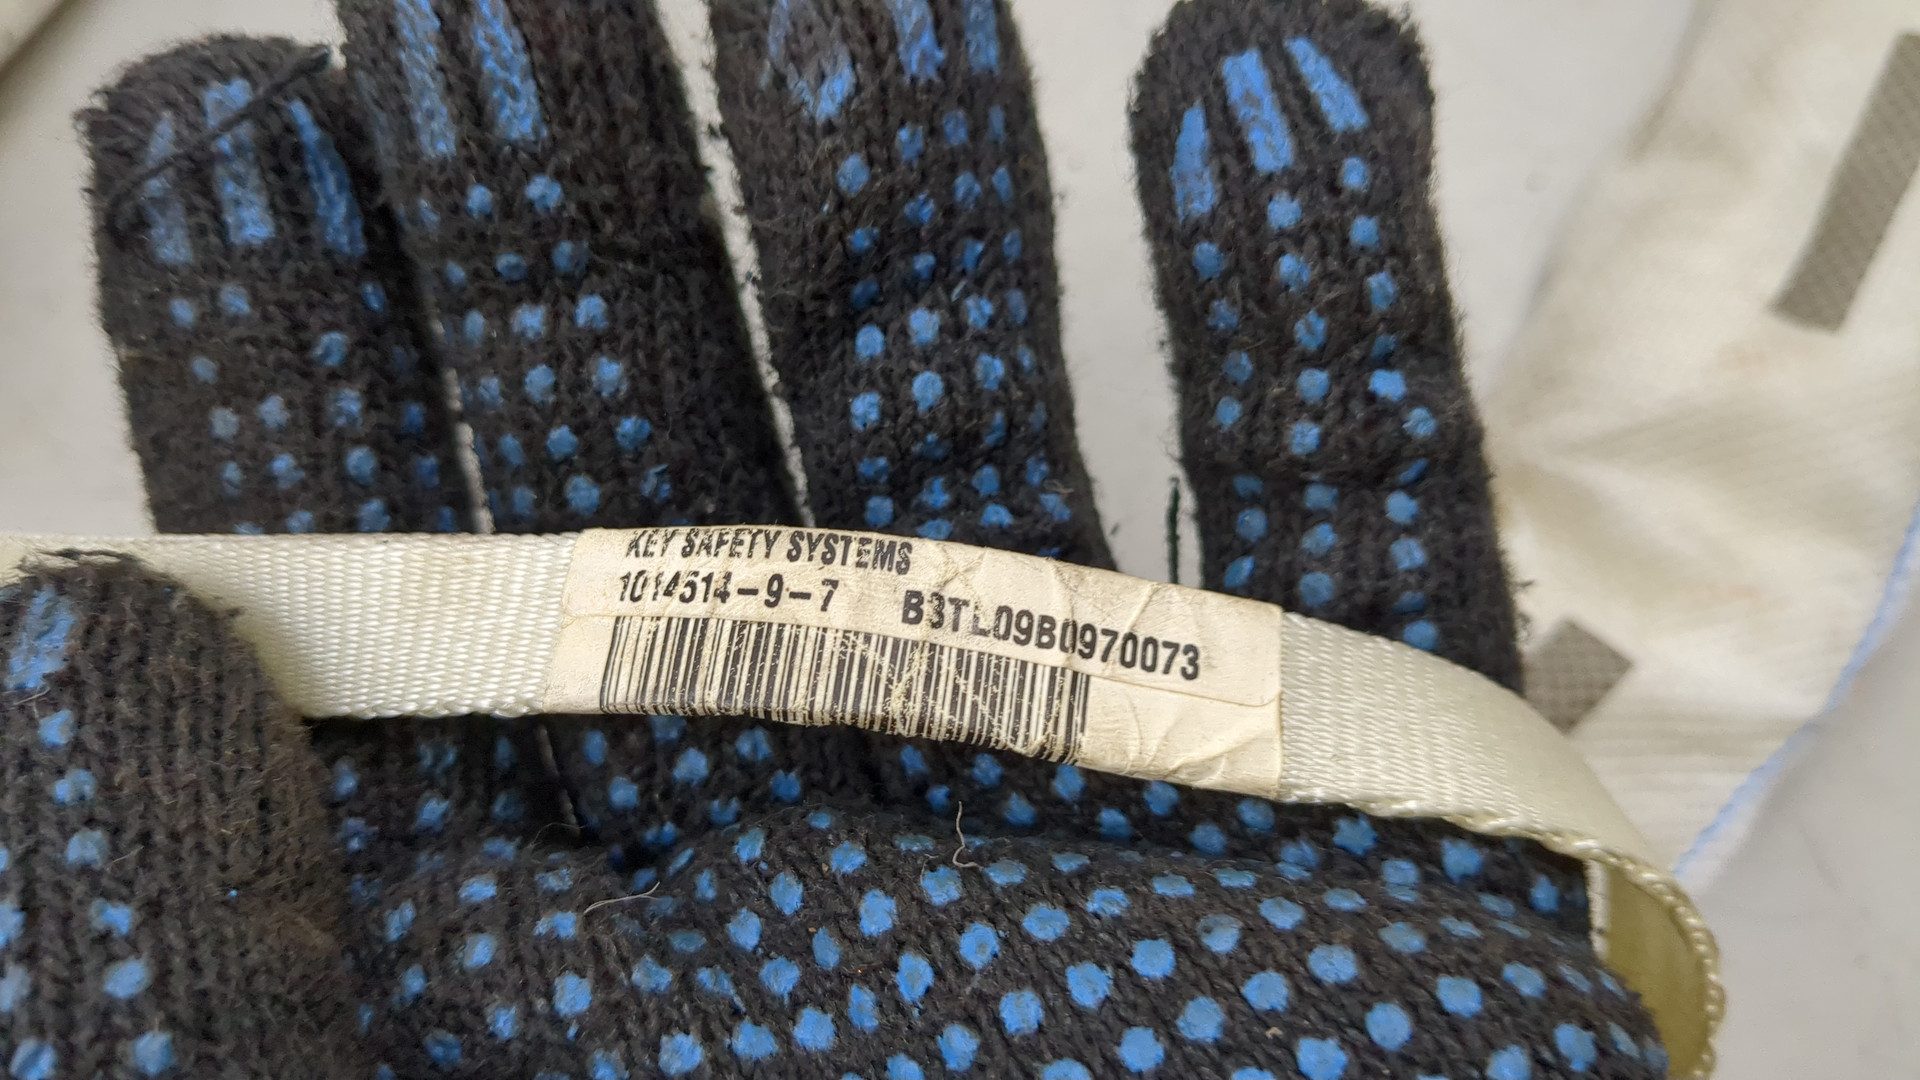 KEY SAFETY SYSTEMS
1014514-9-7 B3TL09B0970073